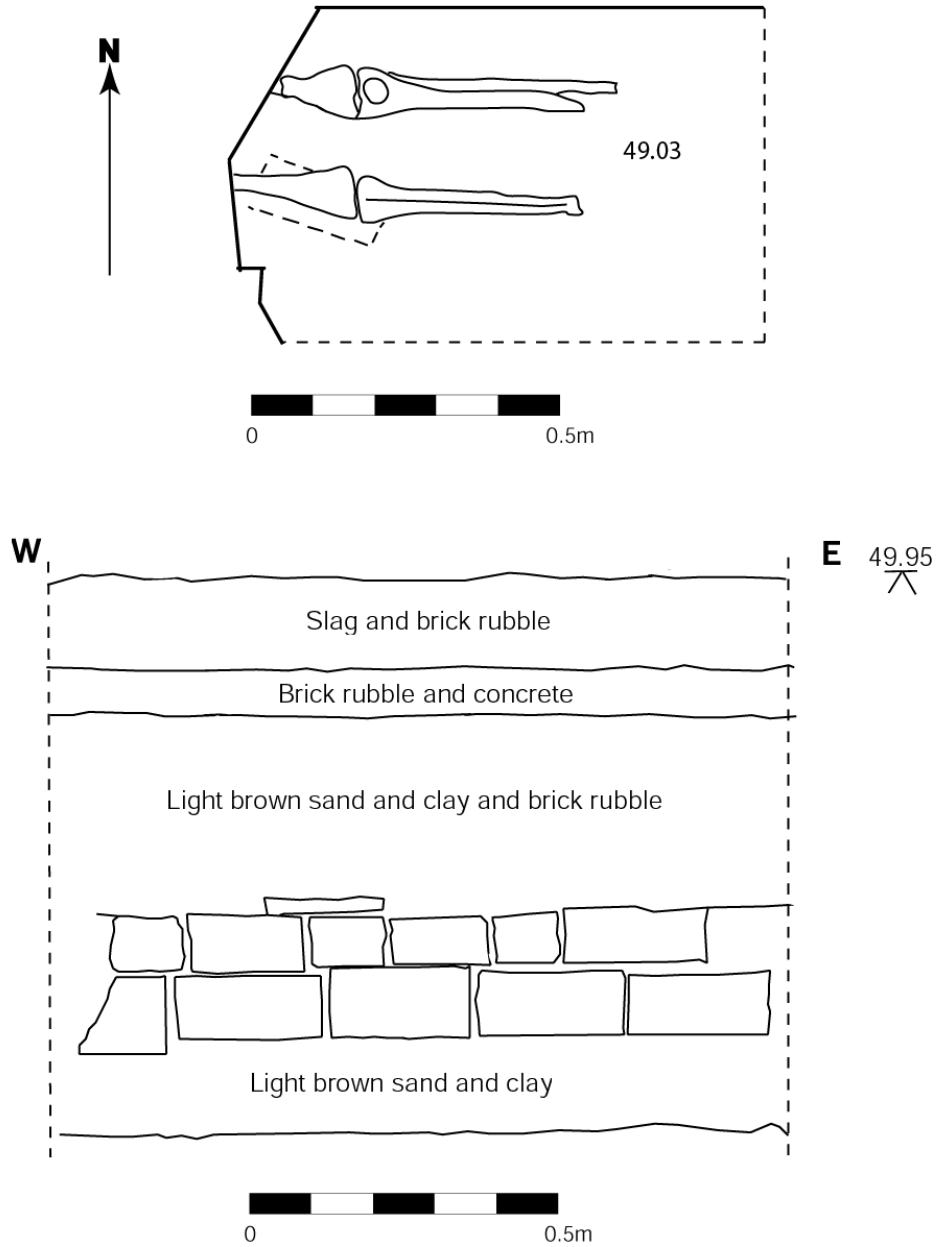 N
49.03
0 0.5m
W E 49.95
Slag and brick rubble
Brick rubble and concrete
Light brown sand and clay and brick rubble
Light brown sand and clay
0 0.5m